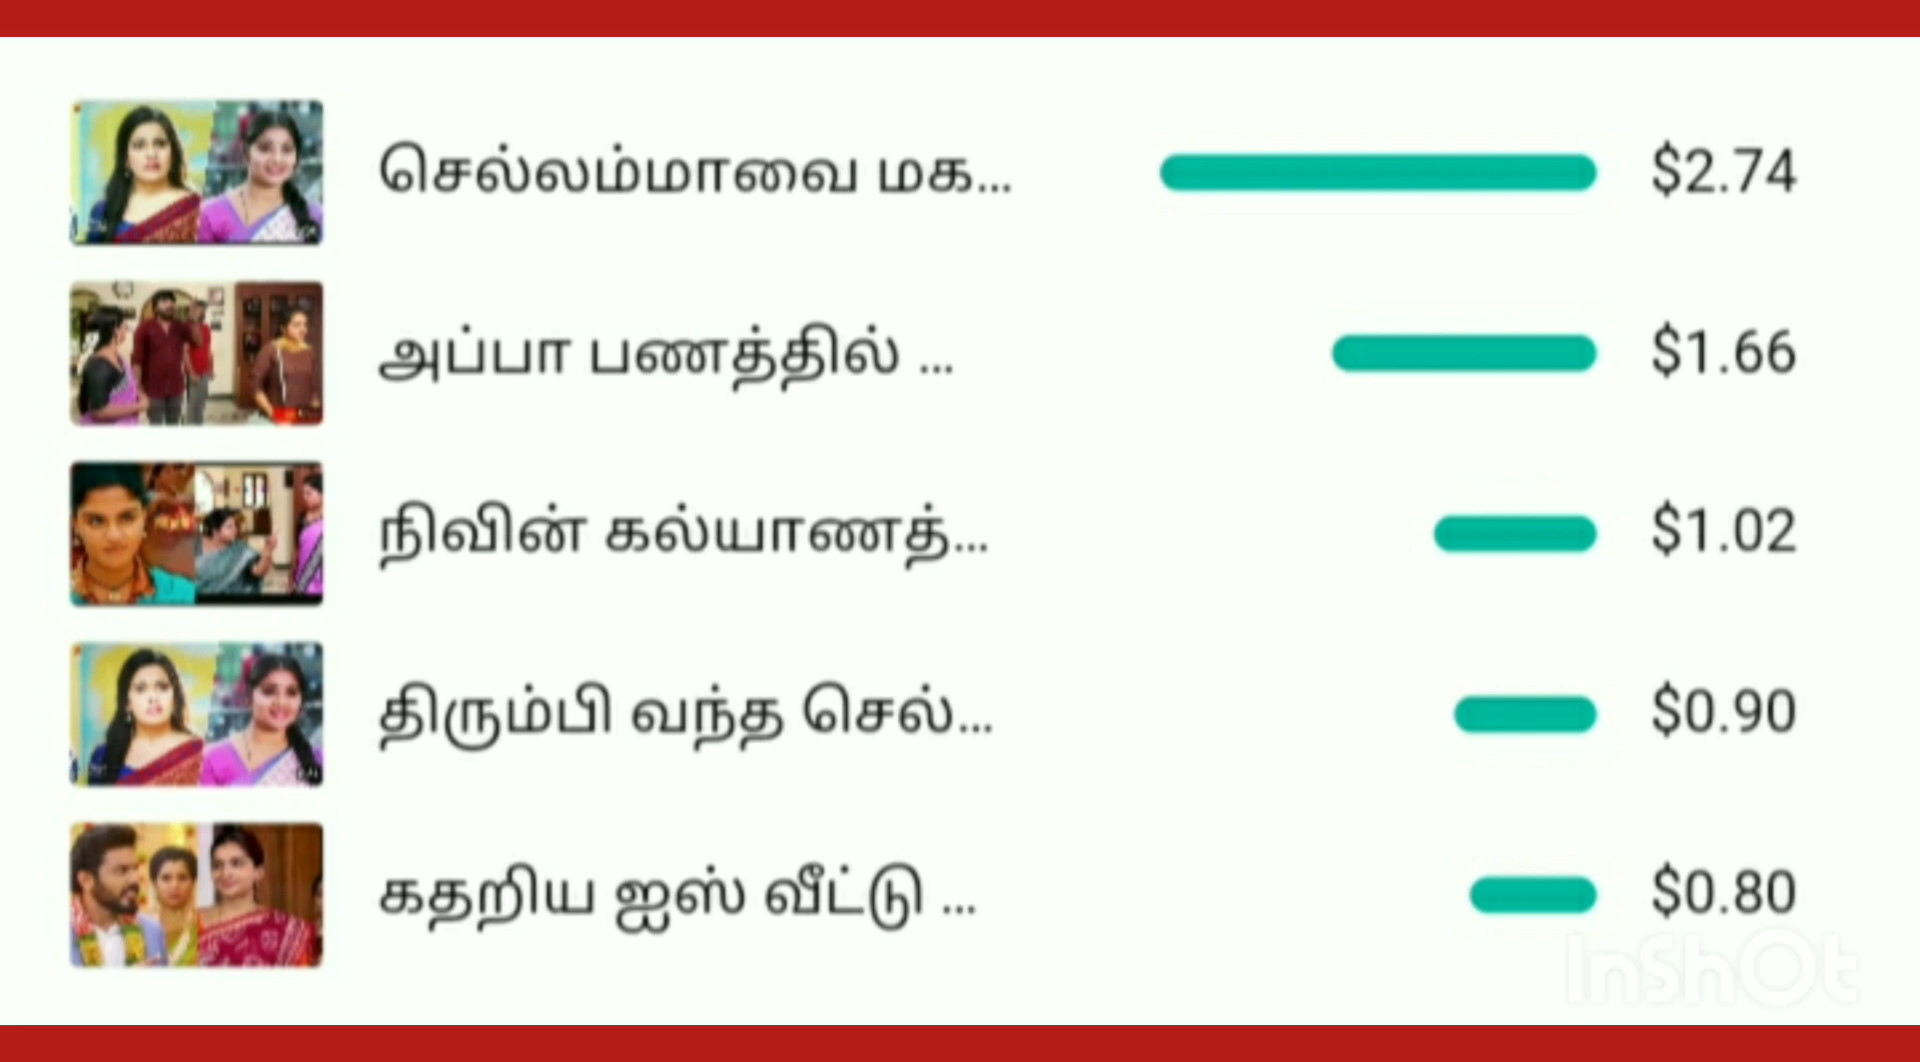 செல்லம்மாவை மக...
$2.74
அப்பா பணத்தில் ...
$1.66
நிவின் கல்யாணத்...
$1.02
திரும்பி வந்த செல்...
$0.90
கதறிய ஐஸ் வீட்டு ...
$0.80
InShOt